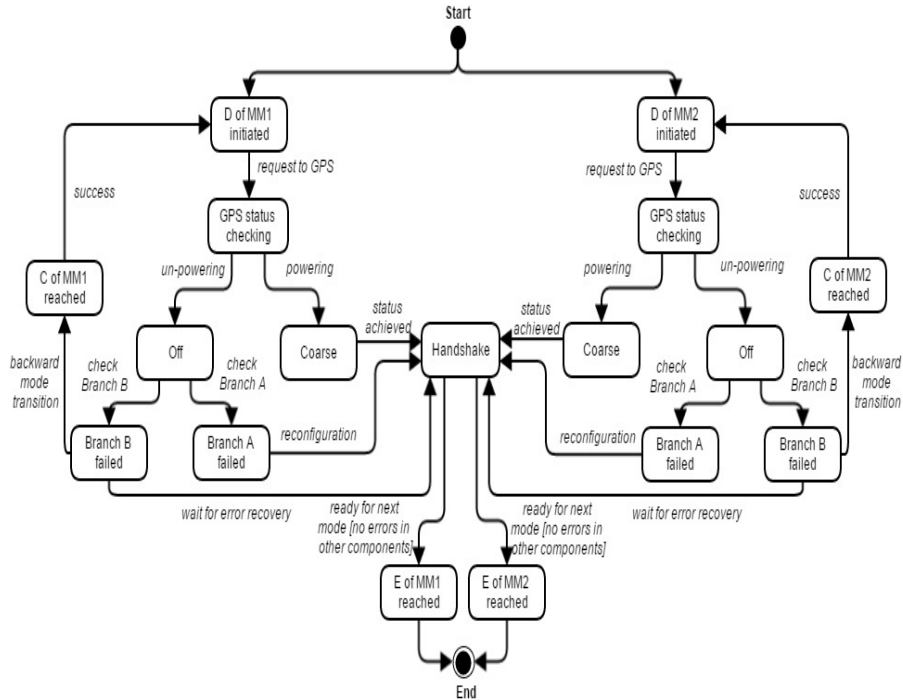 Start
D of MM1
initiated
D of MM2
initiated
request to GPS
request to GPS
success
success
GPS status
checking
GPS status
checking
un-powering
powering
powering
un-powering
C of MM1
reached
C of MM2
reached
status
achieved
status
achieved
Off
Coarse
Handshake
Coarse
Off
backward
mode
transition
check
Branch B
check
Branch A
check
Branch A
check
Branch B
backward
mode
transition
Branch B
failed
Branch A
failed
reconfiguration
reconfiguration
Branch A
failed
Branch B
failed
wait for error recovery
ready for next
mode [no errors in
other components]
ready for next
mode [no errors in
other components]
wait for error recovery
E of MM1
reached
E of MM2
reached
End